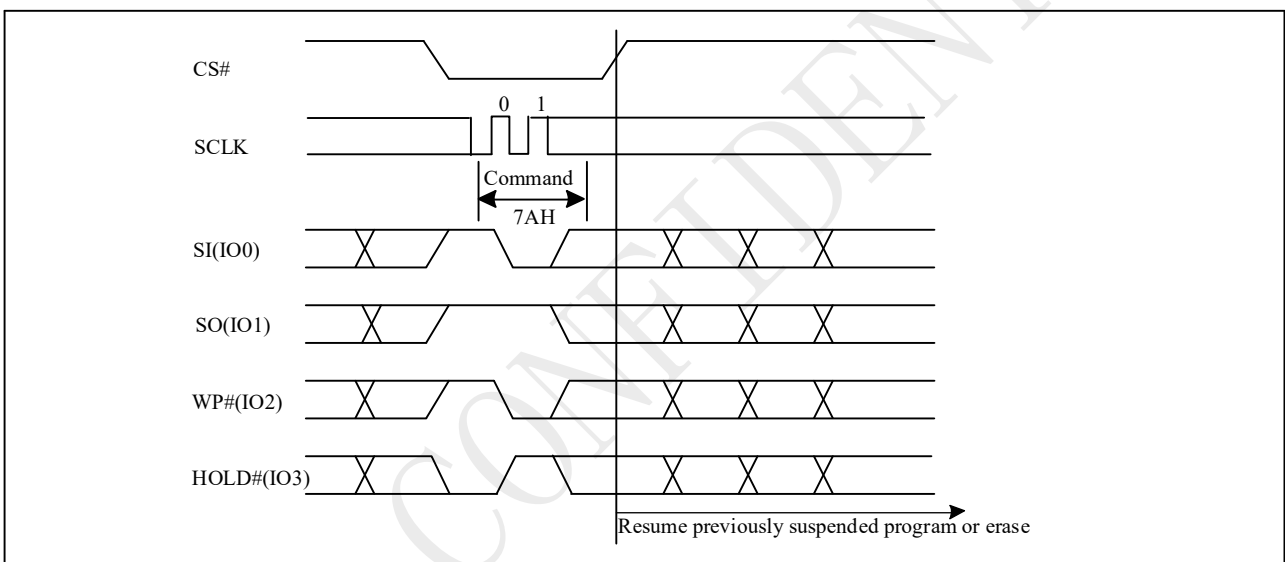 CS#
0 1
SCLK
Command
7AH
SI(IO0)
SO(IO1)
WP#(IO2)
HOLD#(IO3)
Resume previously suspended program or erase
CONFIDENT